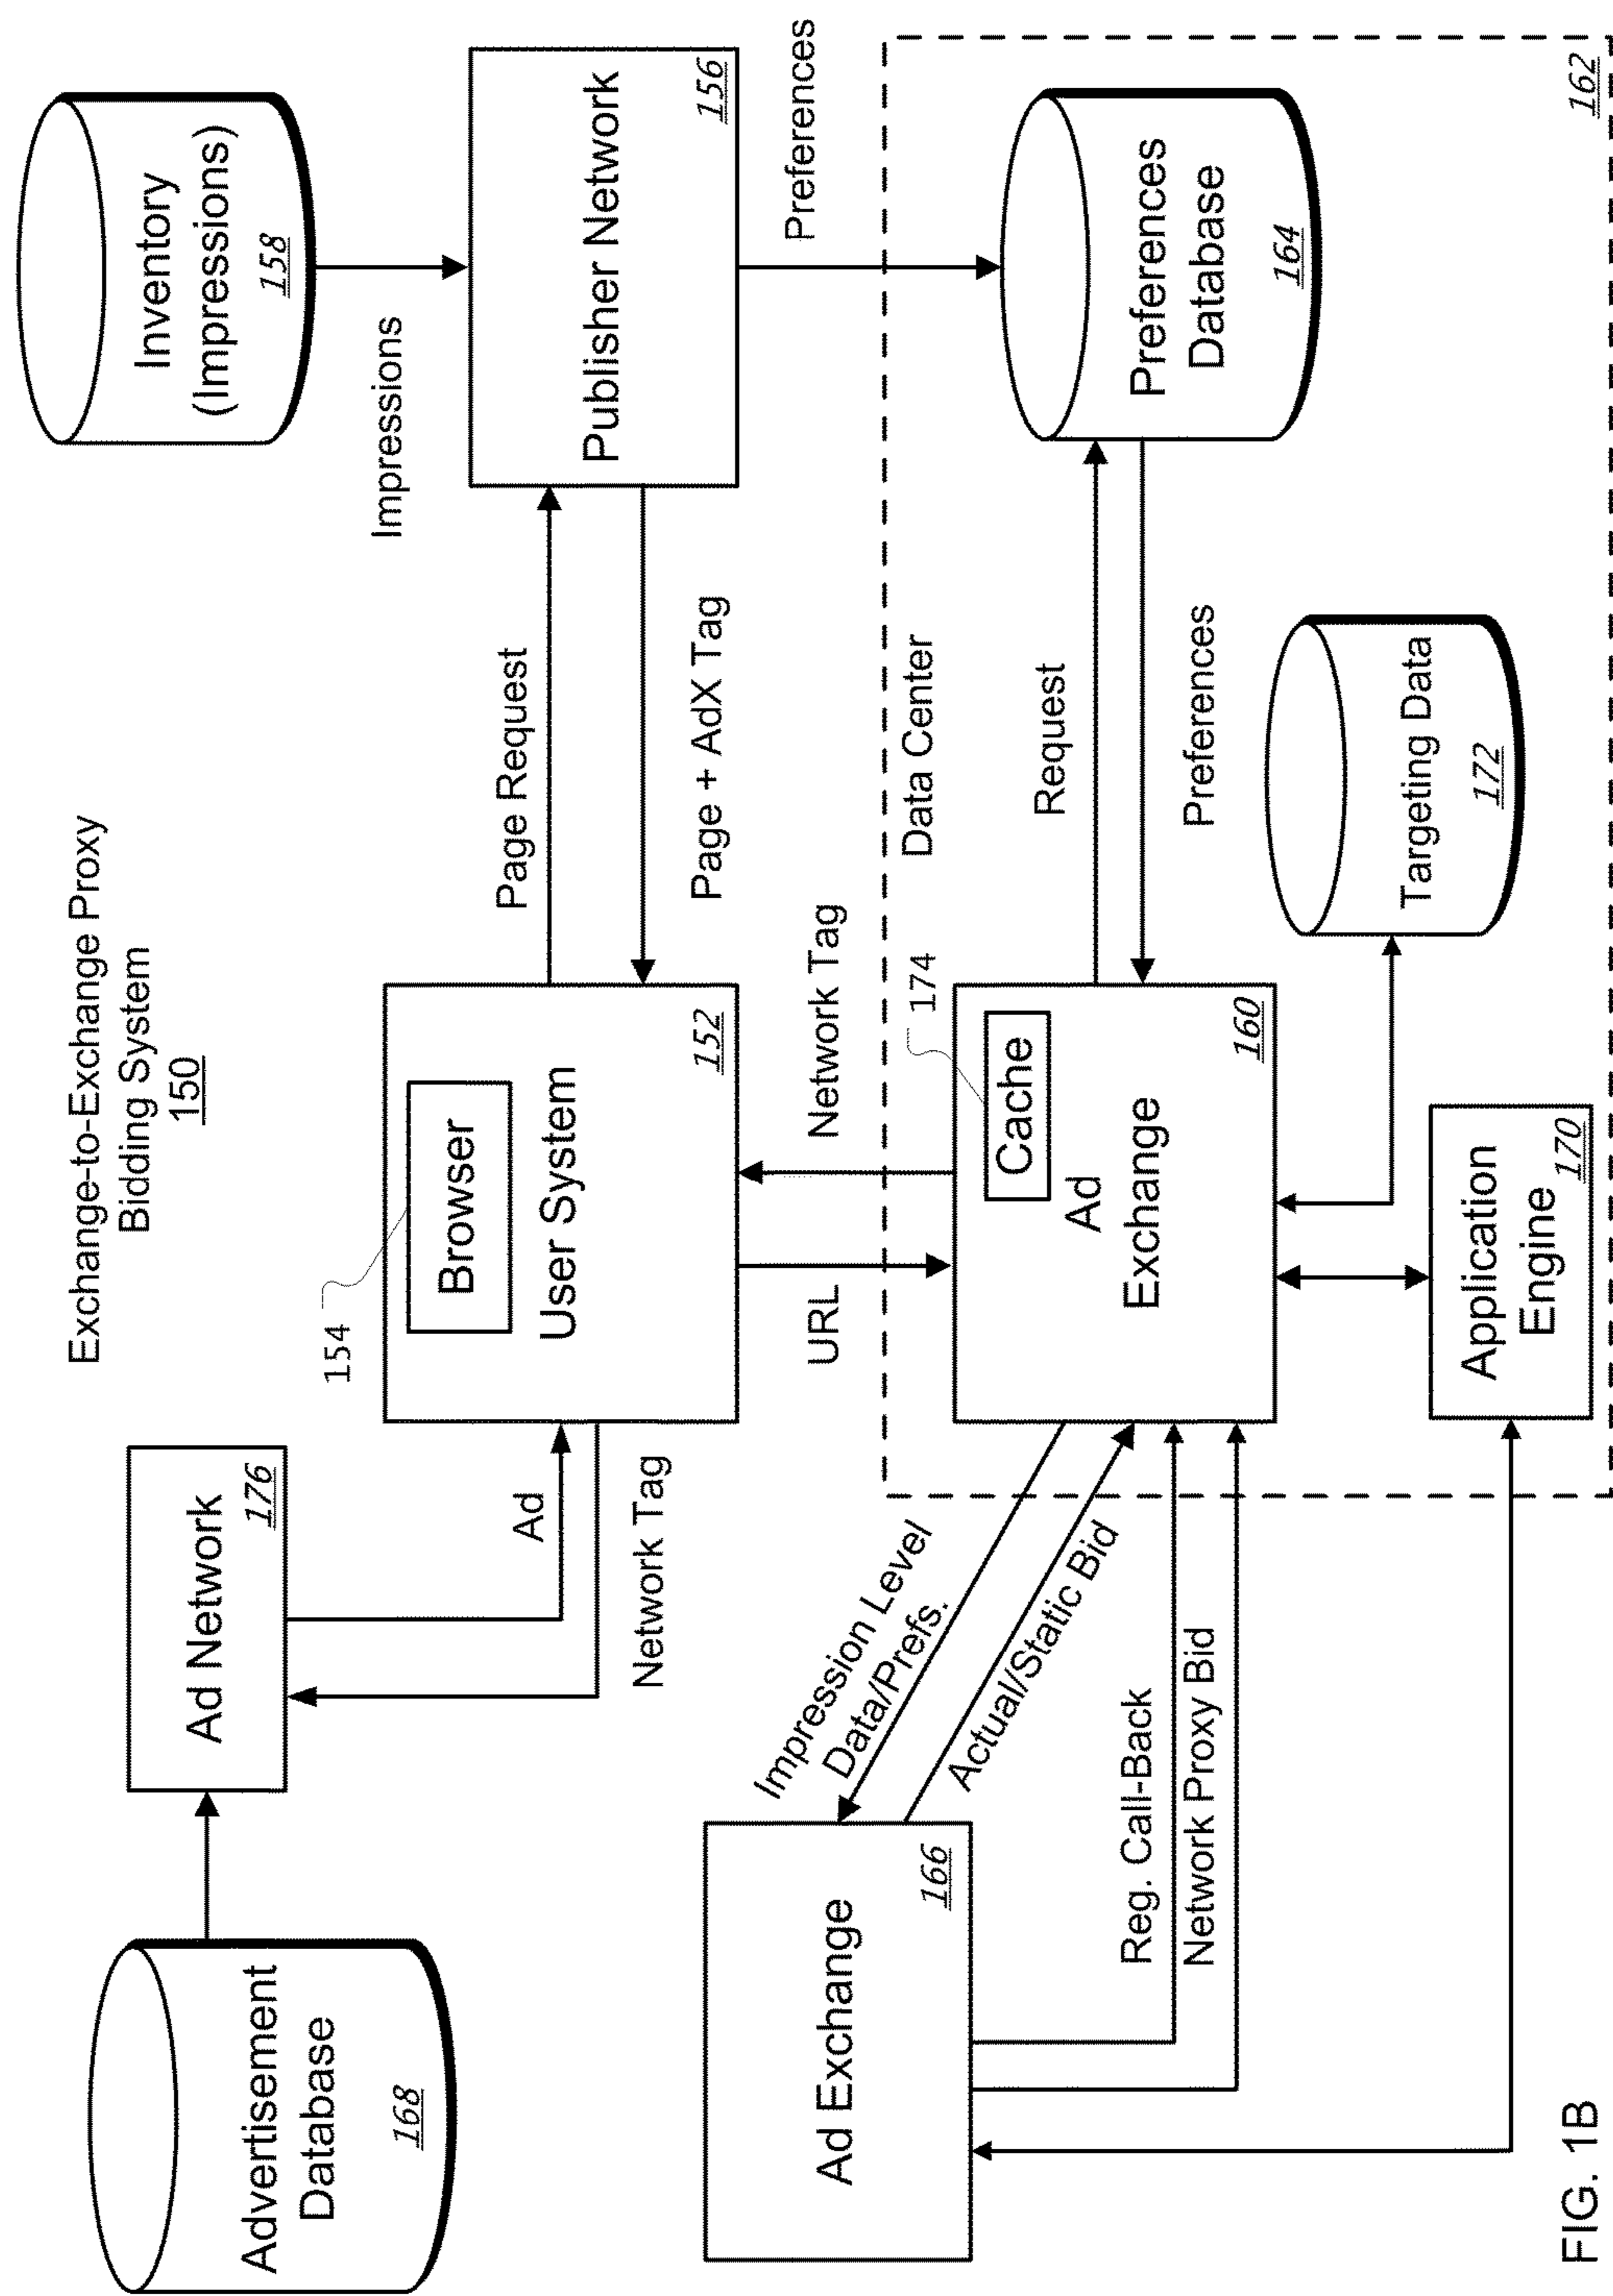 Exchange-to-Exchange Proxy
Bidding System
150
Advertisement
Database
168
Ad Network
176
Ad
Network Tag
154
Browser
User System
152
Page Request
Page + AdX Tag
Inventory
(Impressions)
158
Impressions
Publisher Network
156
Preferences
URL
Network Tag
Data Center
174
Cache
Ad
Exchange
160
Request
Preferences
Preferences
Database
164
Targeting Data
172
Application
Engine
170
162
Ad Exchange
166
Impression Level
Data/Prefs.
Actual/Static Bid
Reg. Call-Back
Network Proxy Bid
FIG. 1B